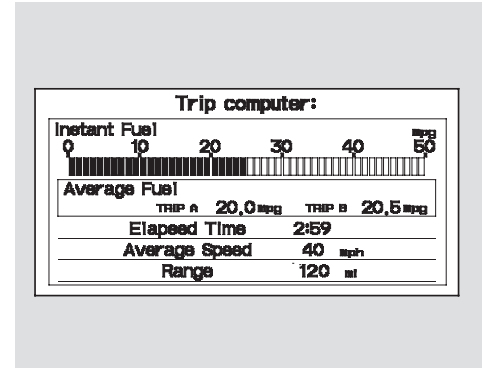 Trip computer:
Instant Fuel mpg
0 10 20 30 40 50
Average Fuel
TRIP A 20.0 mpg TRIP B 20.5 mpg
Elapsed Time 2:59
Average Speed 40 mph
Range 120 mi